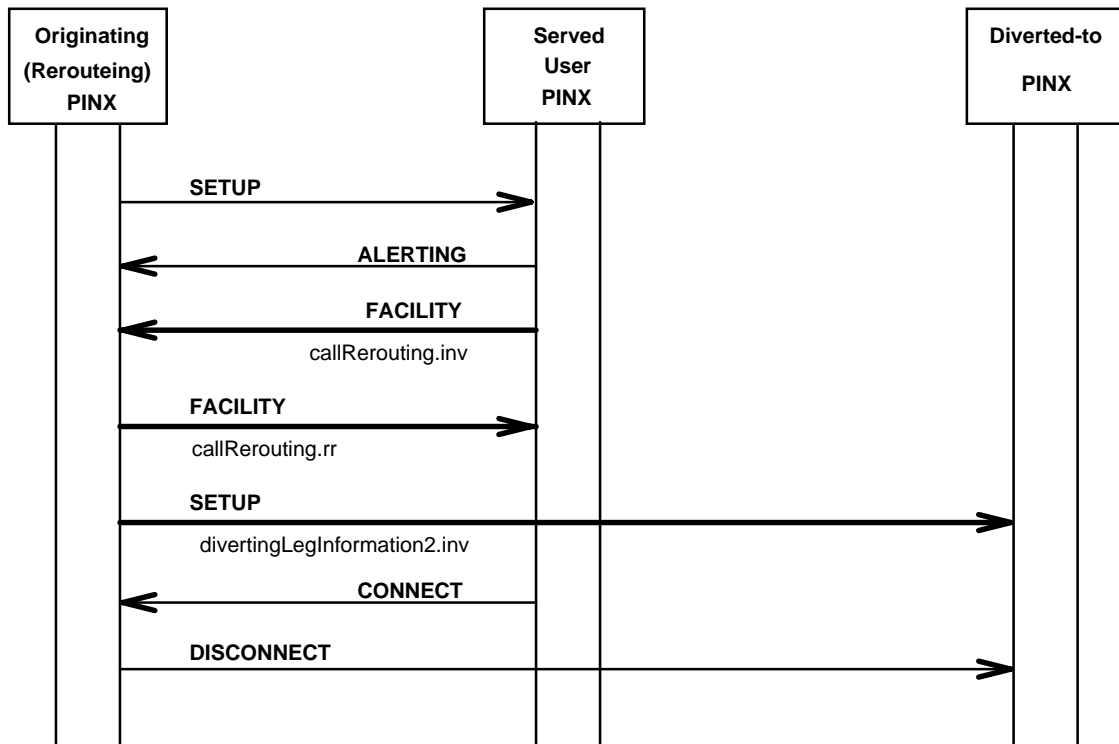 Originating
(Rerouteing)
PINX
Served
User
PINX
Diverted-to
PINX
SETUP
ALERTING
FACILITY
callRerouting.inv
FACILITY
callRerouting.rr
SETUP
divertingLegInformation2.inv
CONNECT
DISCONNECT